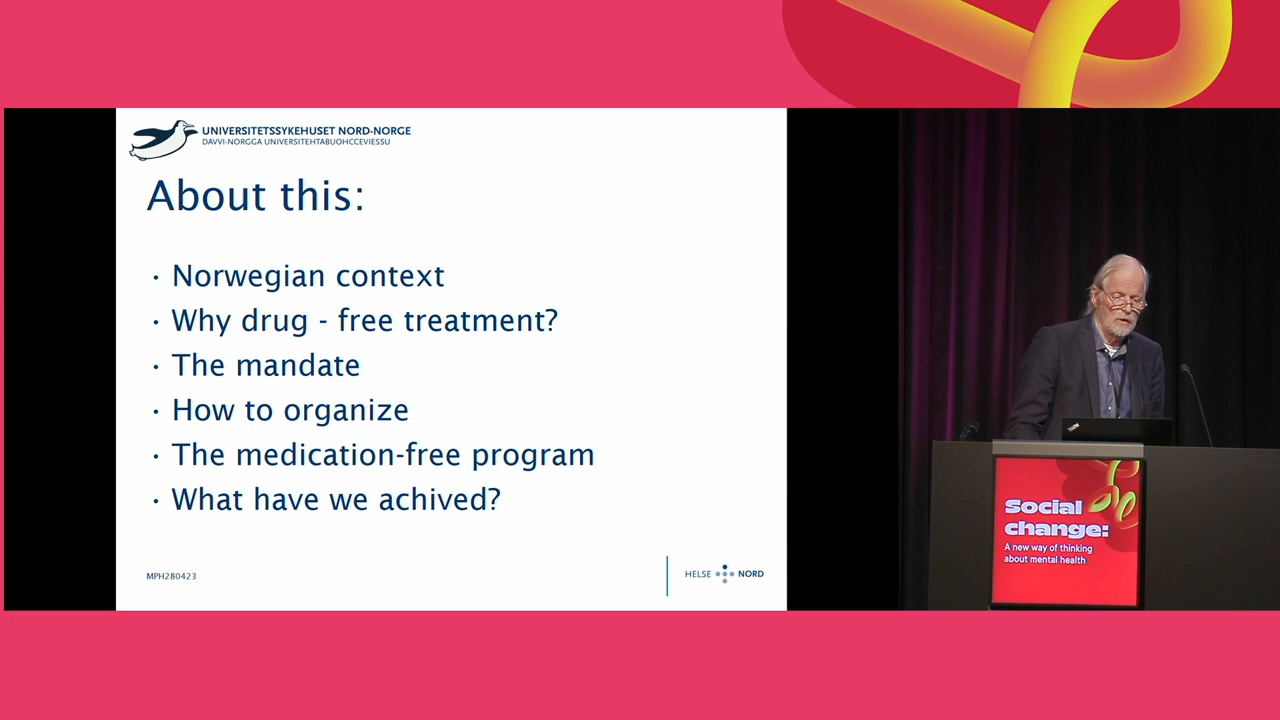 UNIVERSITETSSYKEHUSET NORD-NORGE
DAVVI-NORGGA UNIVERSITEHTABUOHCCEVIESSU
About this:
• Norwegian context
• Why drug - free treatment?
• The mandate
• How to organize
• The medication-free program
• What have we achived?
MPH280423
HELSE NORD
Social
change:
A new way of thinking
about mental health